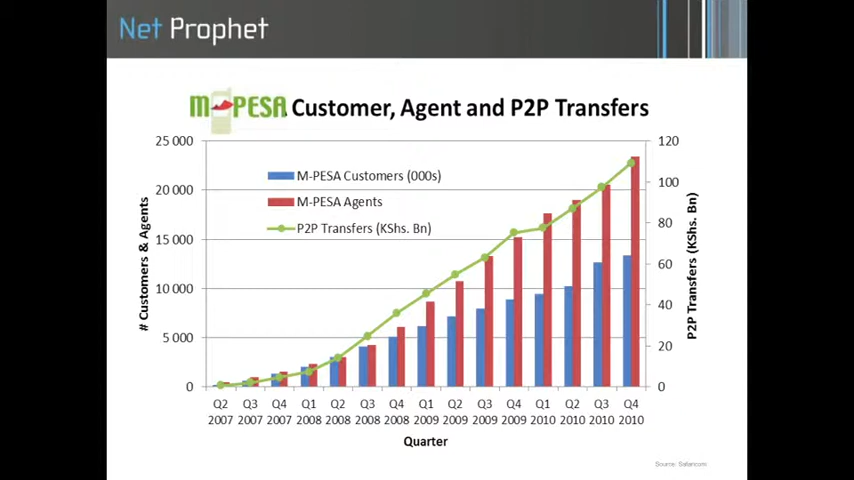 Net Prophet
M-PESA Customer, Agent and P2P Transfers
25 000
20 000
15 000
10 000
5 000
0
# Customers & Agents
M-PESA Customers (000s)
M-PESA Agents
P2P Transfers (KShs. Bn)
120
100
80
60
40
20
0
P2P Transfers (KShs. Bn)
Q2 Q3 Q4 Q1 Q2 Q3 Q4 Q1 Q2 Q3 Q4 Q1 Q2 Q3 Q4
2007 2007 2007 2008 2008 2008 2008 2009 2009 2009 2009 2010 2010 2010 2010
Quarter
Source: Safaricom